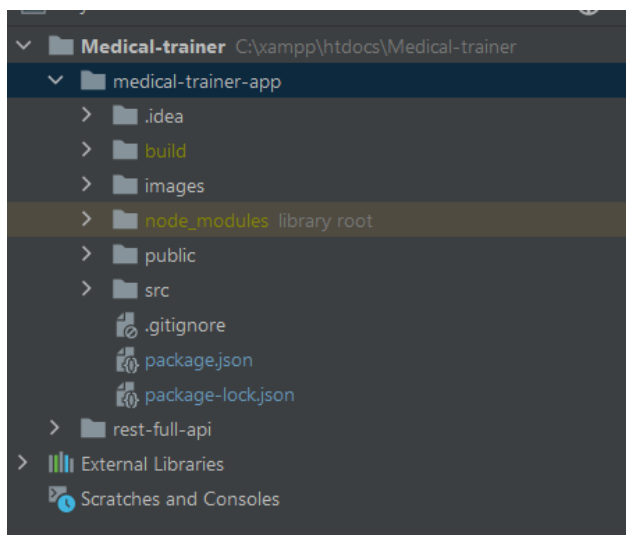 Medical-trainer C:\xampp\htdocs\Medical-trainer
medical-trainer-app
.idea
build
images
node_modules library root
public
src
.gitignore
package.json
package-lock.json
rest-full-api
External Libraries
Scratches and Consoles